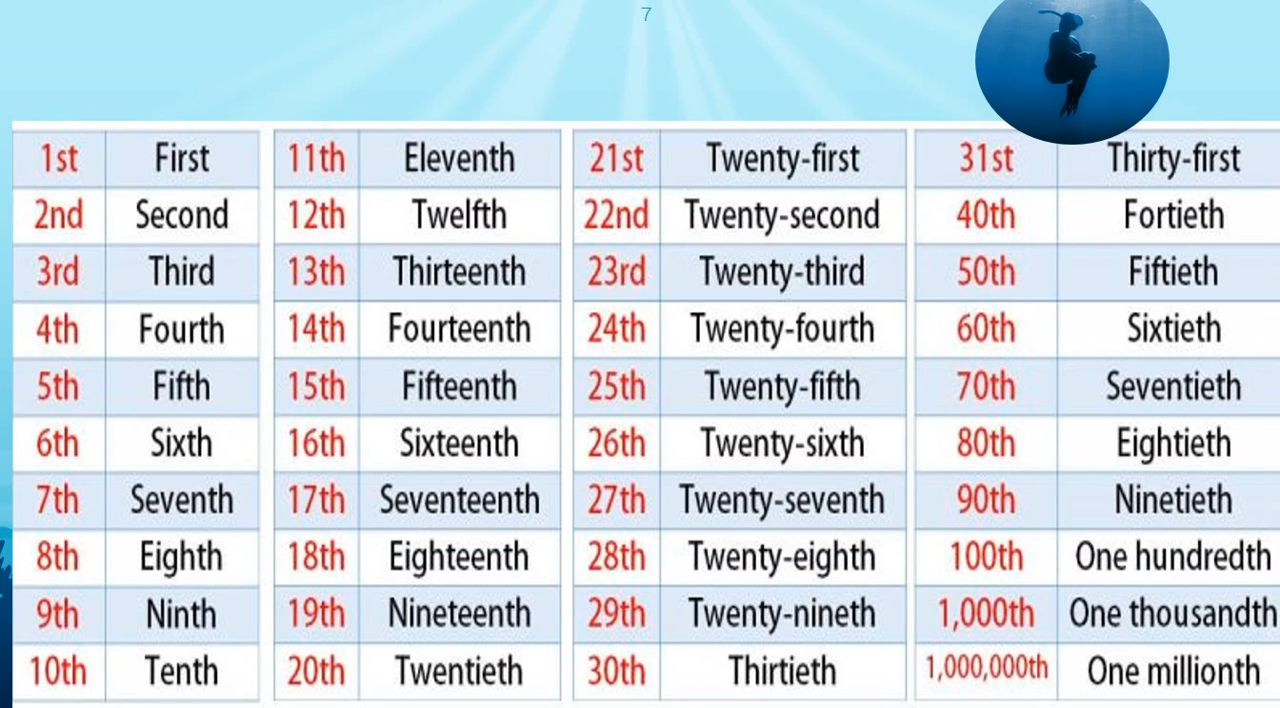 7
1st First 11th Eleventh 21st Twenty-first 31st Thirty-first
2nd Second 12th Twelfth 22nd Twenty-second 40th Fortieth
3rd Third 13th Thirteenth 23rd Twenty-third 50th Fiftieth
4th Fourth 14th Fourteenth 24th Twenty-fourth 60th Sixtieth
5th Fifth 15th Fifteenth 25th Twenty-fifth 70th Seventieth
6th Sixth 16th Sixteenth 26th Twenty-sixth 80th Eightieth
7th Seventh 17th Seventeenth 27th Twenty-seventh 90th Ninetieth
8th Eighth 18th Eighteenth 28th Twenty-eighth 100th One hundredth
9th Ninth 19th Nineteenth 29th Twenty-nineth 1,000th One thousandth
10th Tenth 20th Twentieth 30th Thirtieth 1,000,000th One millionth